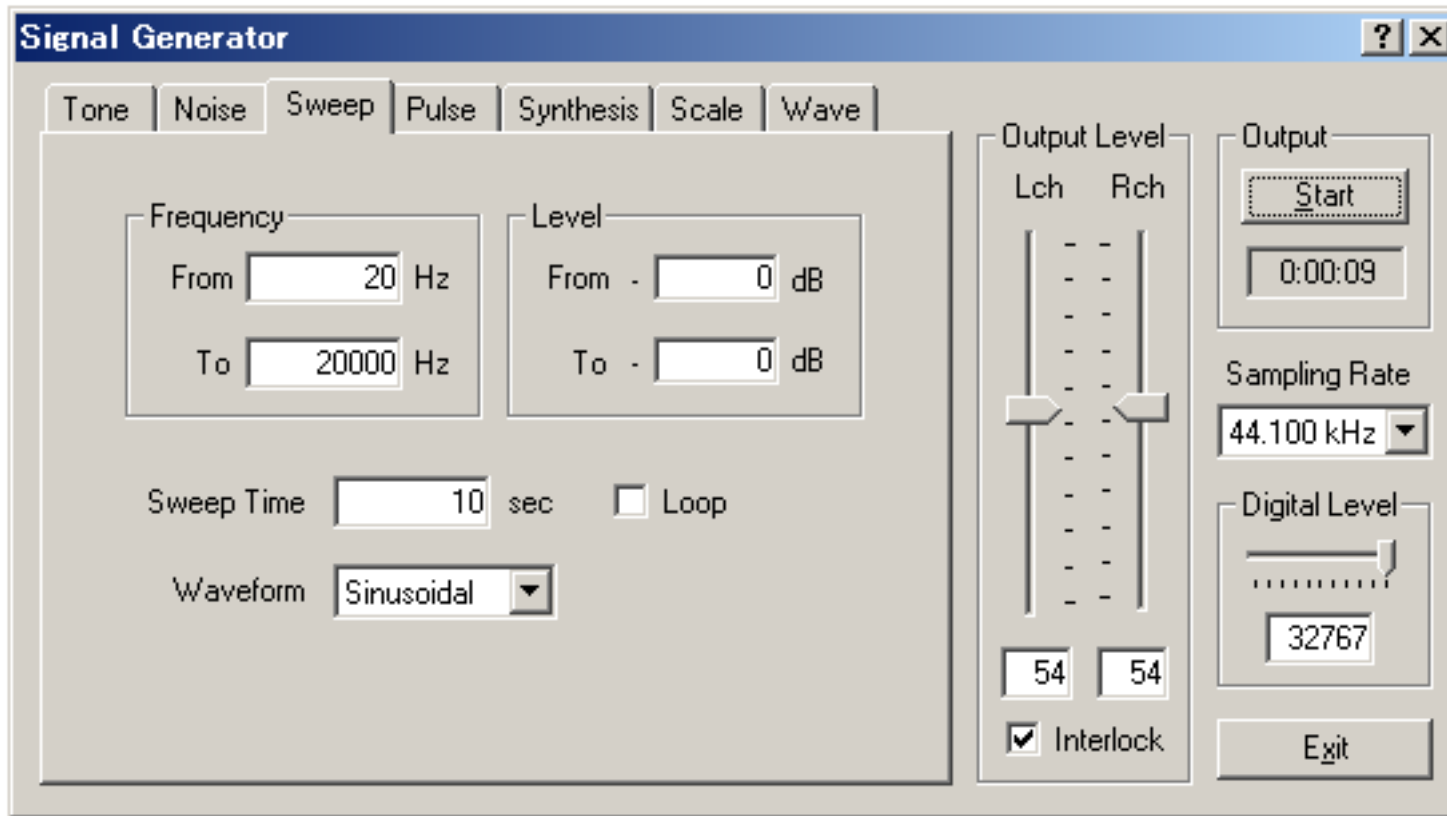 Signal Generator
Tone Noise Sweep Pulse Synthesis Scale Wave
Frequency
From 20 Hz
To 20000 Hz
Level
From - 0 dB
To - 0 dB
Sweep Time 10 sec Loop
Waveform Sinusoidal
Output Level
Lch Rch
54 54
Interlock
Output
Start
0:00:09
Sampling Rate
44.100 kHz
Digital Level
32767
Exit